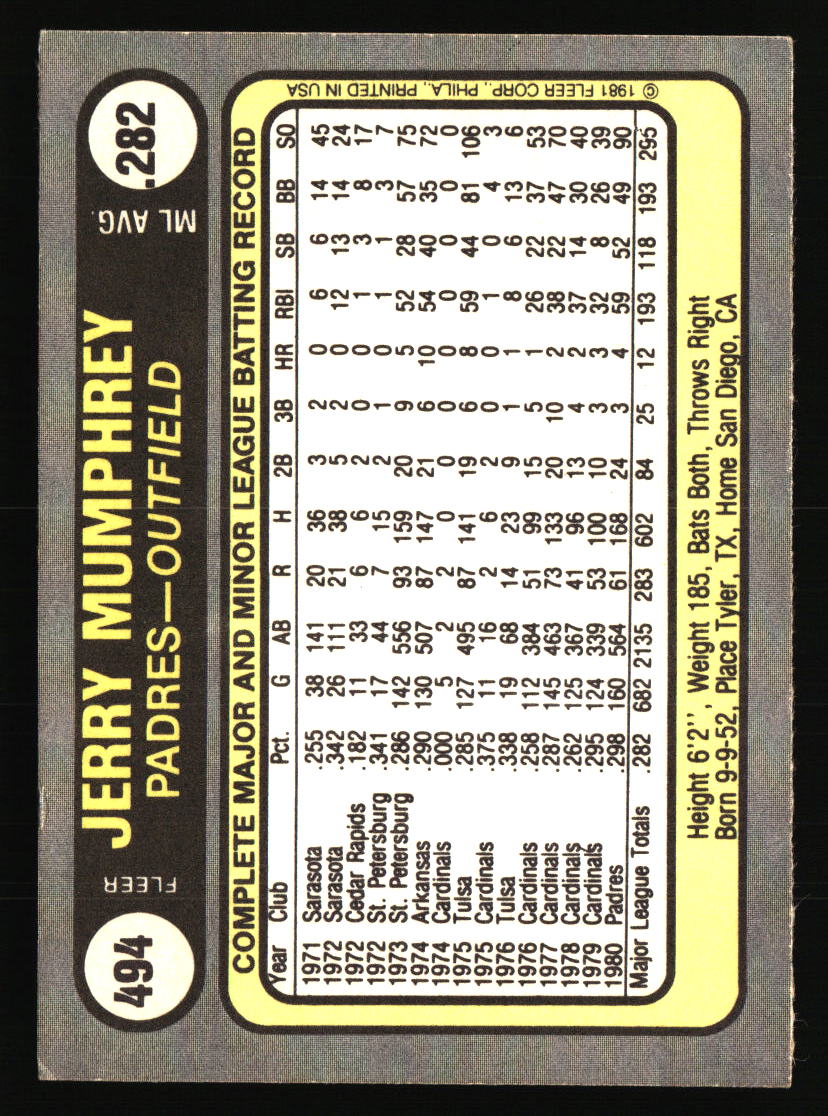 494
FLEER
JERRY MUMPHREY
PADRES—OUTFIELD
ML AVG.
.282
COMPLETE MAJOR AND MINOR LEAGUE BATTING RECORD
Year Club Pct. G AB R H 2B 3B HR RBI SB BB SO
1971 Sarasota .255 38 141 20 36 3 2 0 6 6 14 45
1972 Sarasota .342 26 111 21 38 5 2 0 12 13 14 24
1972 Cedar Rapids .182 11 33 6 6 2 0 0 1 3 8 17
1972 St. Petersburg .341 17 44 7 15 2 1 0 1 1 3 7
1973 St. Petersburg .286 142 556 93 159 20 9 5 52 28 57 75
1974 Arkansas .290 130 507 87 147 21 6 10 54 40 35 72
1974 Cardinals .000 5 2 2 0 0 0 0 0 0 0 0
1975 Tulsa .285 127 495 87 141 19 6 8 59 44 81 106
1975 Cardinals .375 11 16 2 6 2 0 0 1 0 4 3
1976 Tulsa .338 19 68 14 23 9 1 1 8 6 13 6
1976 Cardinals .258 112 384 51 99 15 5 1 26 22 37 53
1977 Cardinals .287 145 463 73 133 20 10 2 38 22 47 70
1978 Cardinals .262 125 367 41 96 13 4 2 37 14 30 40
1979 Cardinals .295 124 339 53 100 10 3 3 32 8 26 39
1980 Padres .298 160 564 61 168 24 3 4 59 52 49 90
Major League Totals .282 682 2135 283 602 84 25 12 193 118 193 295
Height 6'2'', Weight 185, Bats Both, Throws Right
Born 9-9-52, Place Tyler, TX, Home San Diego, CA
© 1981 FLEER CORP., PHILA., PRINTED IN USA